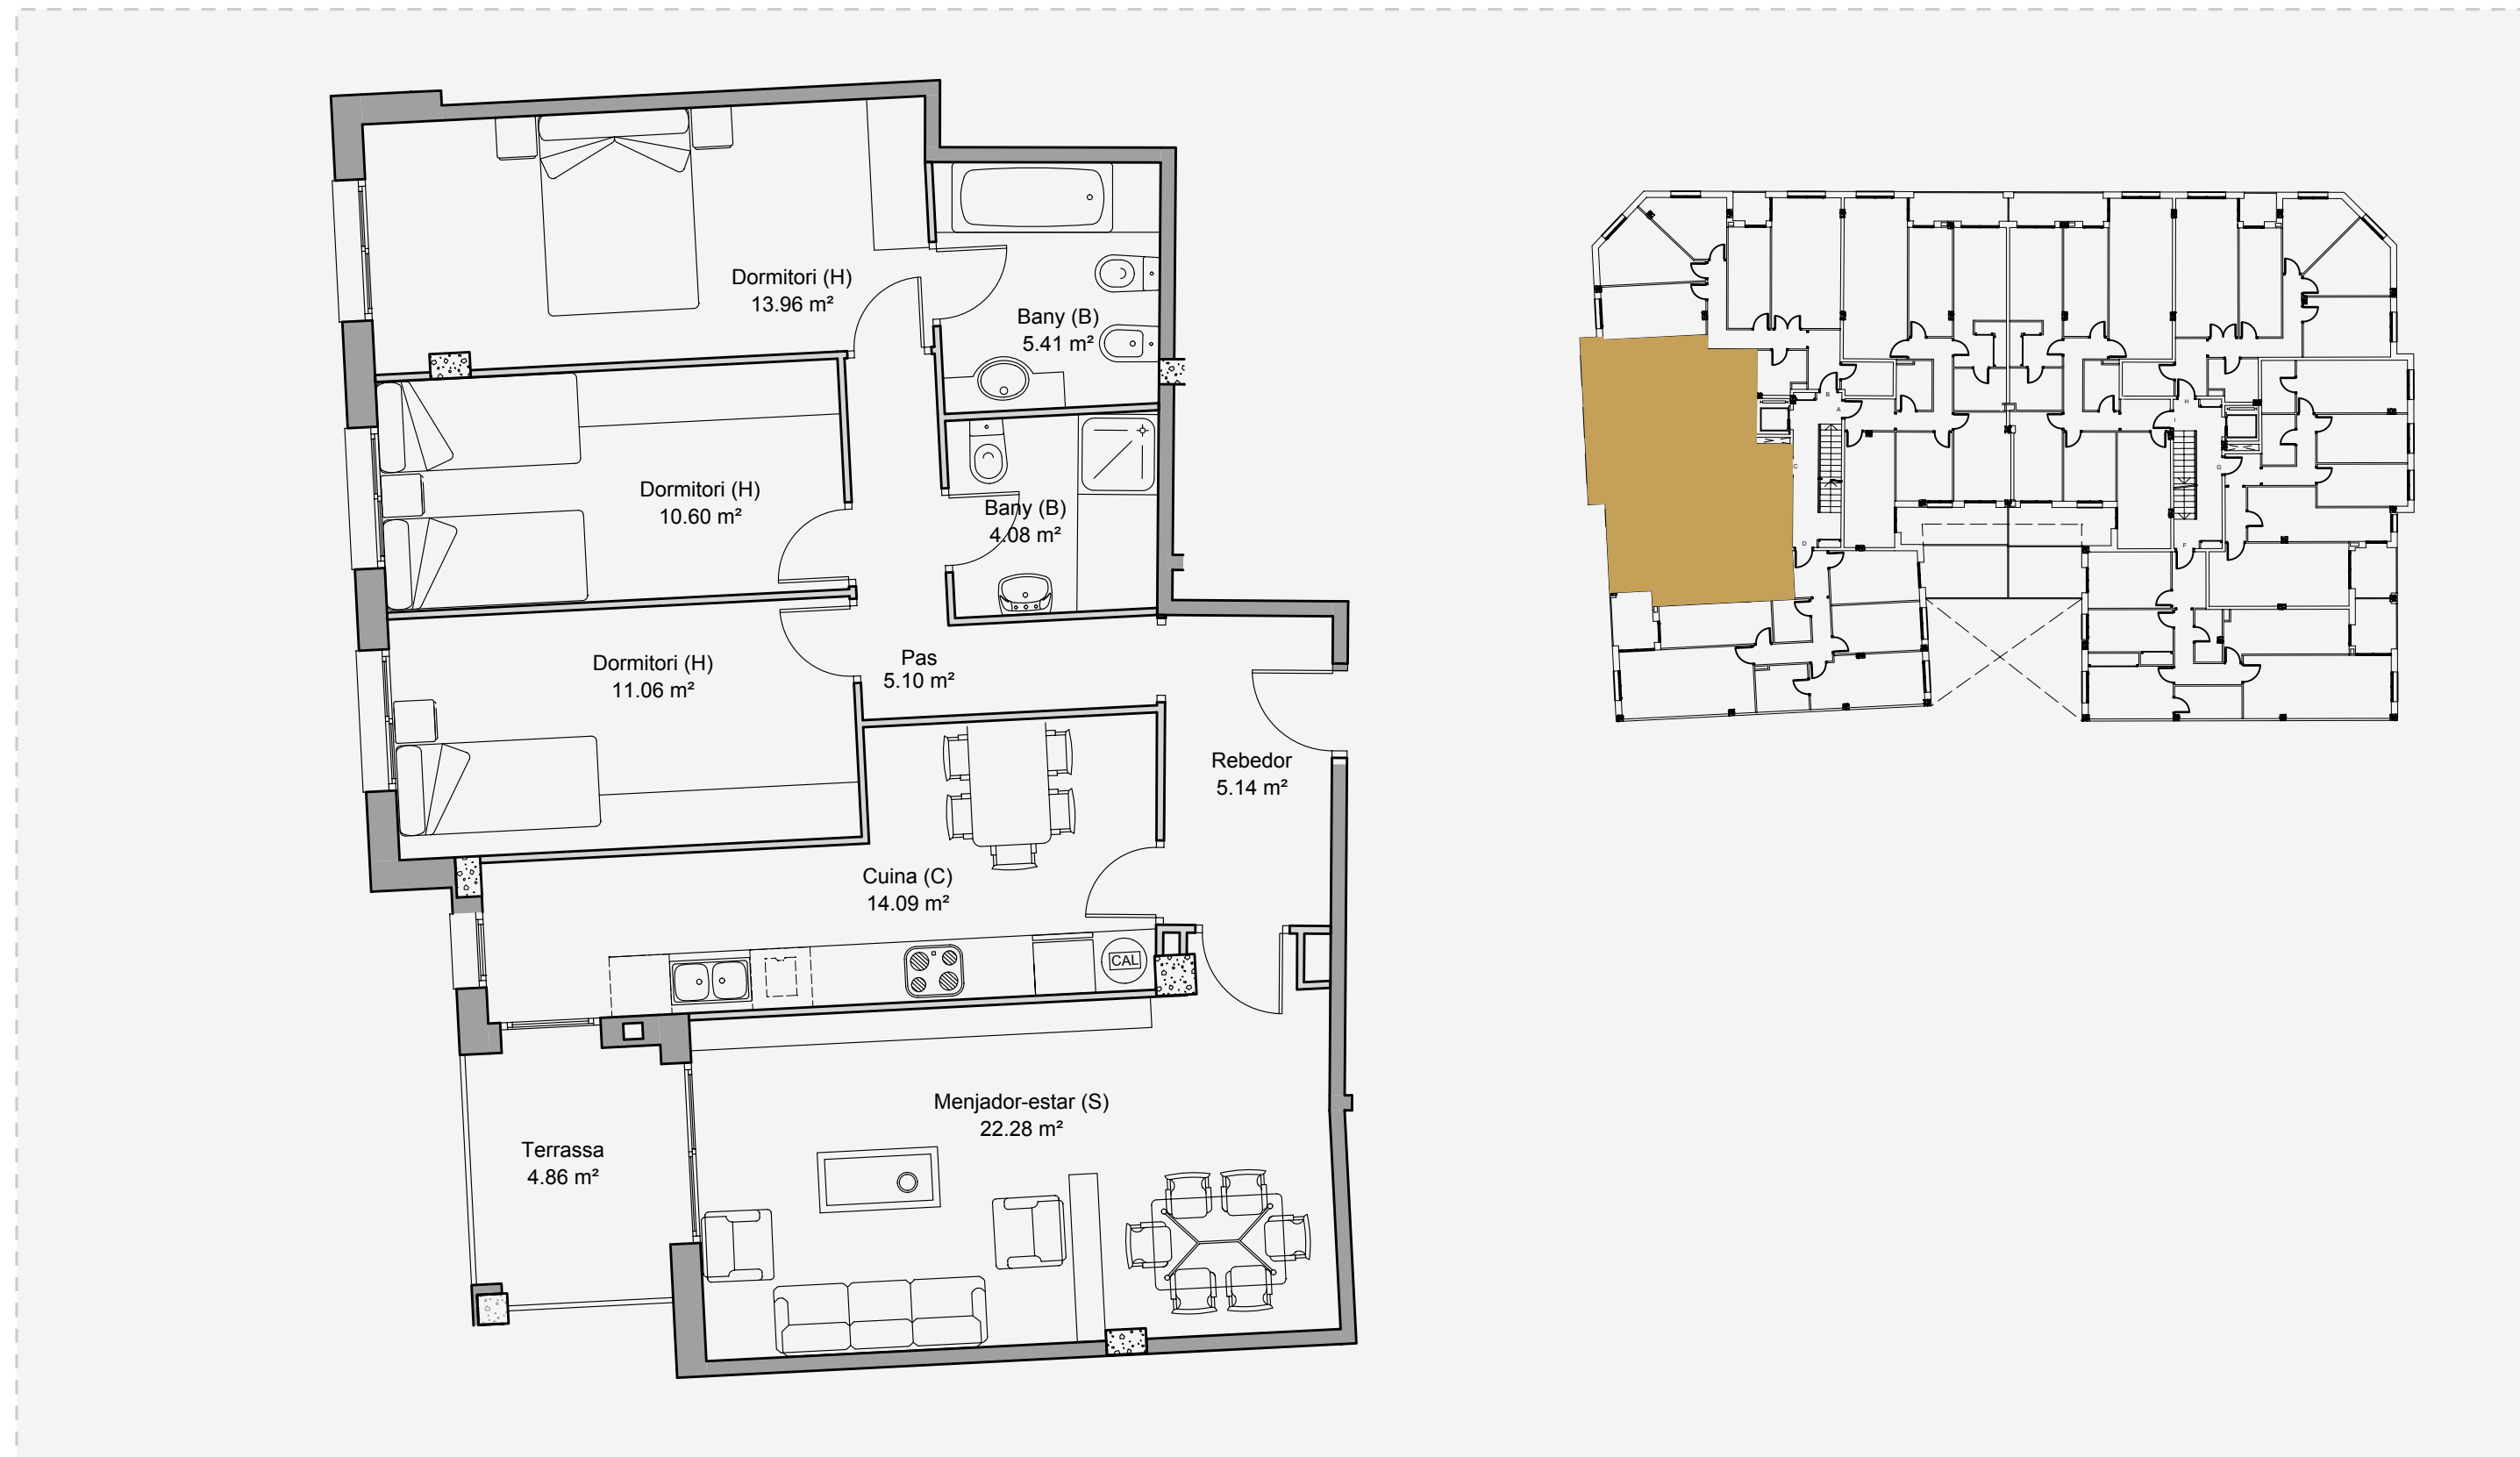 Dormitori (H)
13.96 m²
Bany (B)
5.41 m²
Dormitori (H)
10.60 m²
Bany (B)
4.08 m²
Dormitori (H)
11.06 m²
Pas
5.10 m²
Rebedor
5.14 m²
Cuina (C)
14.09 m²
CAL
Menjador-estar (S)
22.28 m²
Terrassa
4.86 m²
B
A
C
D
H
I
G
F